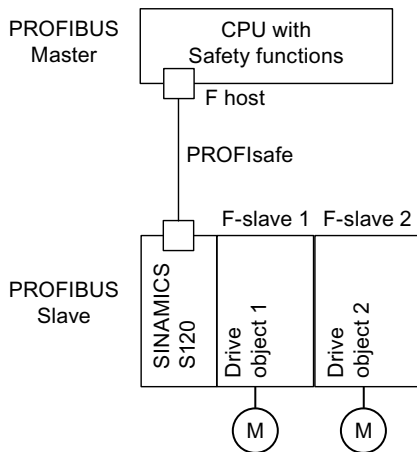 PROFIBUS
Master
CPU with
Safety functions
F host
PROFIsafe
F-slave 1
F-slave 2
PROFIBUS
Slave
SINAMICS
S120
Drive
object 1
Drive
object 2
M
M